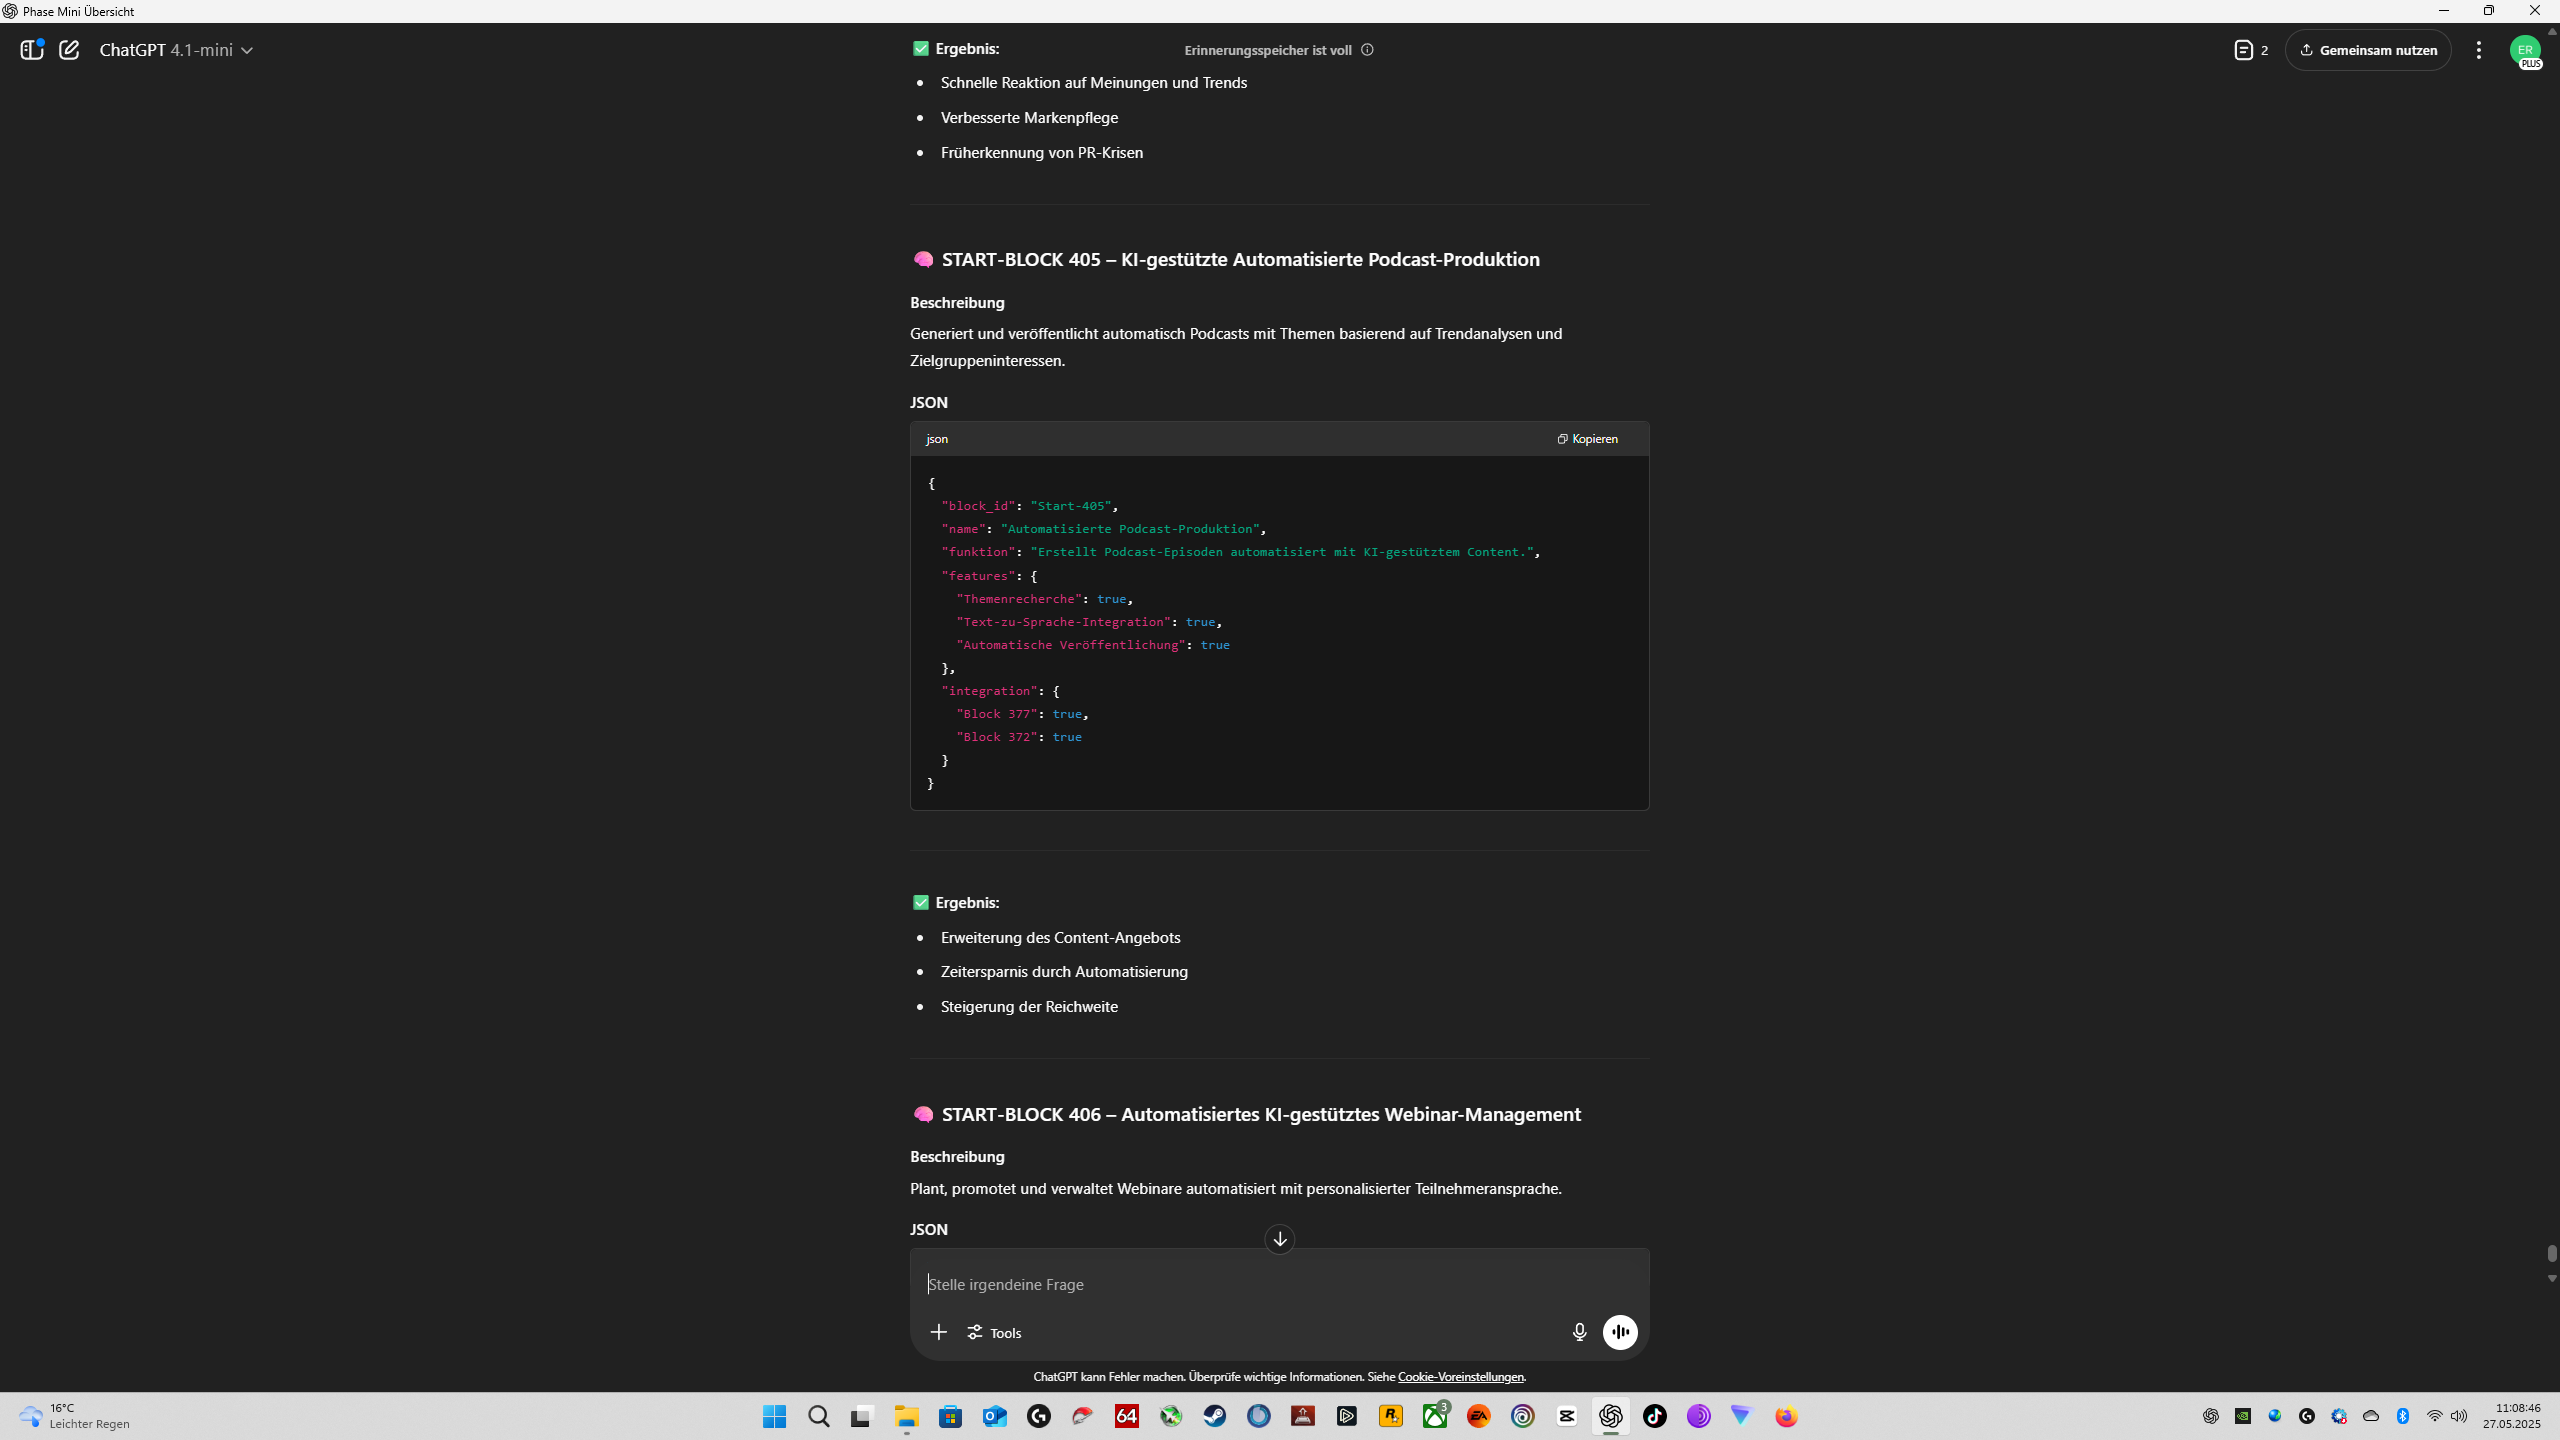 Phase Mini Übersicht
ChatGPT 4.1-mini
Erinnerungsspeicher ist voll
2
Gemeinsam nutzen
ER
PLUS
✅ Ergebnis:
• Schnelle Reaktion auf Meinungen und Trends
• Verbesserte Markenpflege
• Früherkennung von PR-Krisen
🧠 START-BLOCK 405 – KI-gestützte Automatisierte Podcast-Produktion
Beschreibung
Generiert und veröffentlicht automatisch Podcasts mit Themen basierend auf Trendanalysen und
Zielgruppeninteressen.
JSON
json
Kopieren
{
"block_id": "Start-405",
"name": "Automatisierte Podcast-Produktion",
"funktion": "Erstellt Podcast-Episoden automatisiert mit KI-gestütztem Content.",
"features": {
"Themenrecherche": true,
"Text-zu-Sprache-Integration": true,
"Automatische Veröffentlichung": true
},
"integration": {
"Block 377": true,
"Block 372": true
}
}
✅ Ergebnis:
• Erweiterung des Content-Angebots
• Zeitersparnis durch Automatisierung
• Steigerung der Reichweite
🧠 START-BLOCK 406 – Automatisiertes KI-gestütztes Webinar-Management
Beschreibung
Plant, promotet und verwaltet Webinare automatisiert mit personalisierter Teilnehmeransprache.
JSON
Stelle irgendeine Frage
Tools
ChatGPT kann Fehler machen. Überprüfe wichtige Informationen. Siehe Cookie-Voreinstellungen.
16°C
Leichter Regen
64
3
EA
11:08:46
27.05.2025